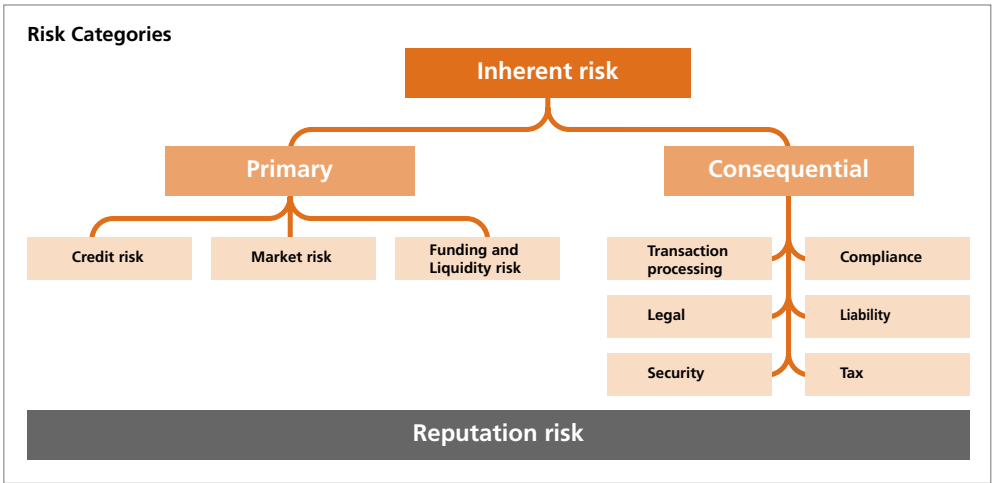 Risk Categories
Inherent risk
Primary
Consequential
Credit risk
Market risk
Funding and
Liquidity risk
Transaction
processing
Compliance
Legal
Liability
Security
Tax
Reputation risk